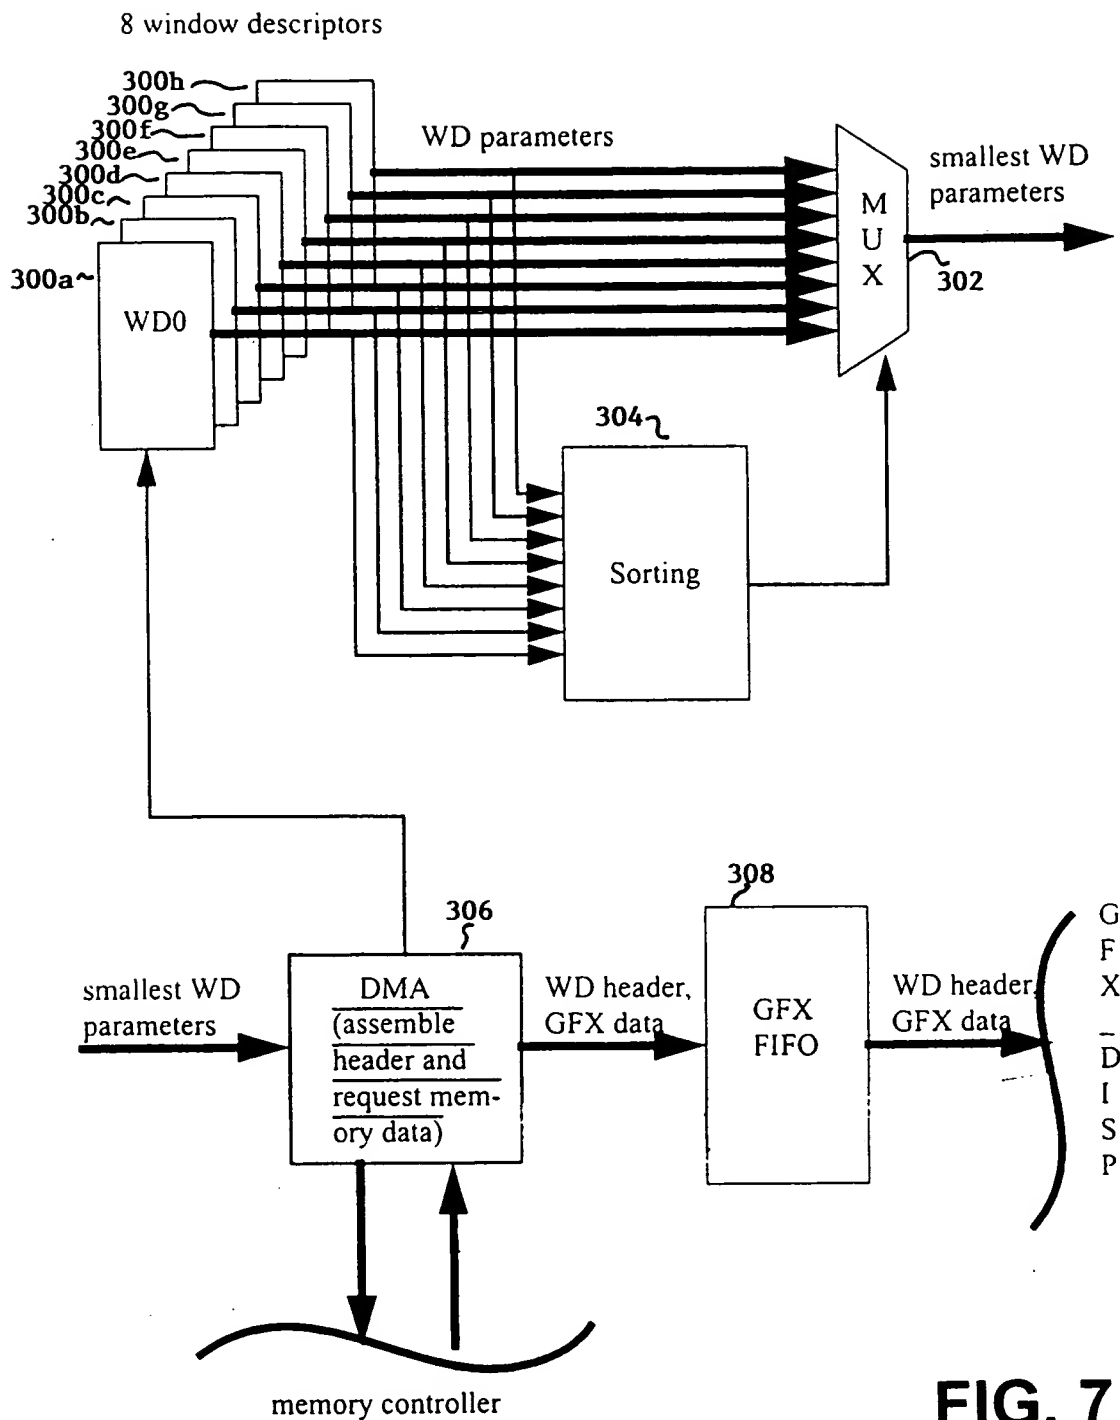 8 window descriptors
300h
300g
300f
300e
300d
300c
300b
300a
WD0
WD parameters
MUX
smallest WD
parameters
302
304
Sorting
306
308
smallest WD
parameters
DMA
(assemble
header and
request mem-
ory data)
WD header,
GFX data
GFX
FIFO
WD header,
GFX data
GFX_DISP
memory controller
FIG. 7